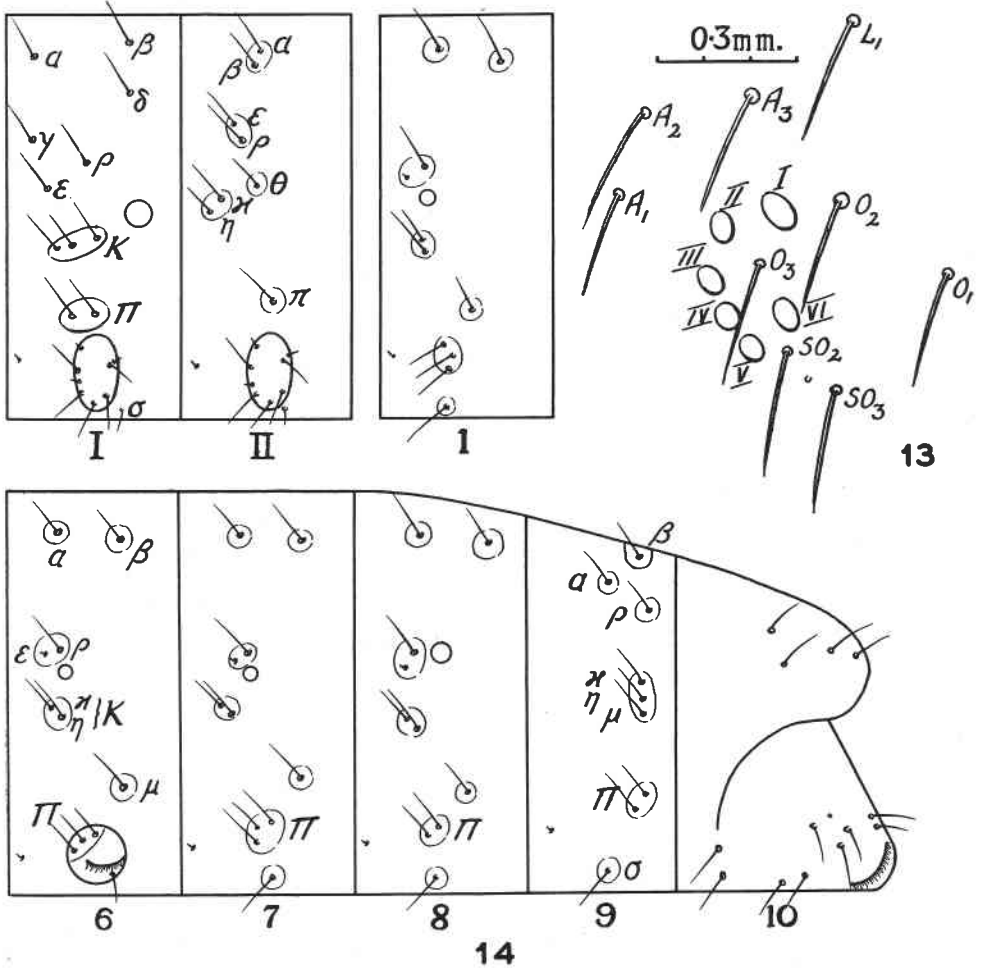 α β δ γ ρ ε Κ Π σ
I
α β ε ρ θ ϰ η π
II
1
0·3mm.
L₁
A₃
A₂
A₁
I
II
O₂
III
O₃
O₁
IV
VI
V
SO₂
SO₃
13
α β
ε ρ
ϰ η } Κ
μ
Π
6
Π
7
Π
8
β
α
ρ
ϰ
η μ
Π
σ
9
10
14